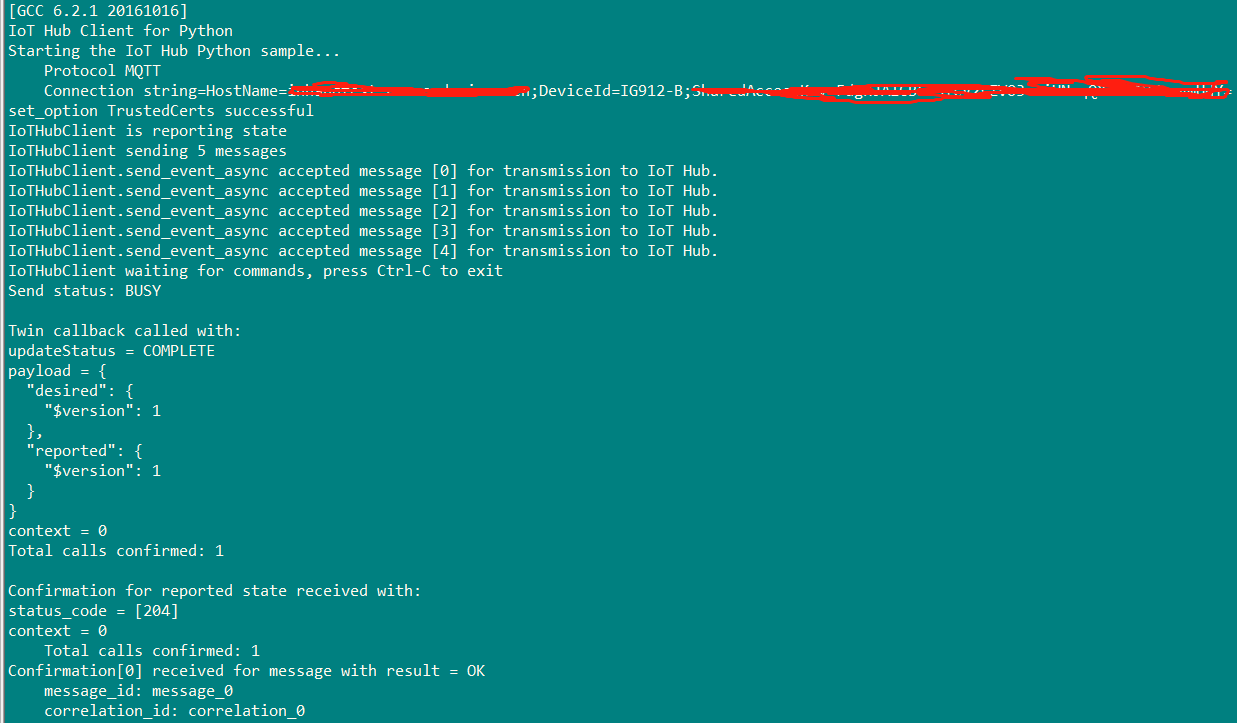 [GCC 6.2.1 20161016]
IoT Hub Client for Python
Starting the IoT Hub Python sample...
    Protocol MQTT
    Connection string=HostName=;DeviceId=IG912-B;
set_option TrustedCerts successful
IoTHubClient is reporting state
IoTHubClient sending 5 messages
IoTHubClient.send_event_async accepted message [0] for transmission to IoT Hub.
IoTHubClient.send_event_async accepted message [1] for transmission to IoT Hub.
IoTHubClient.send_event_async accepted message [2] for transmission to IoT Hub.
IoTHubClient.send_event_async accepted message [3] for transmission to IoT Hub.
IoTHubClient.send_event_async accepted message [4] for transmission to IoT Hub.
IoTHubClient waiting for commands, press Ctrl-C to exit
Send status: BUSY
Twin callback called with:
updateStatus = COMPLETE
payload = {
  "desired": {
    "$version": 1
  },
  "reported": {
    "$version": 1
  }
}
context = 0
Total calls confirmed: 1
Confirmation for reported state received with:
status_code = [204]
context = 0
    Total calls confirmed: 1
Confirmation[0] received for message with result = OK
    message_id: message_0
    correlation_id: correlation_0